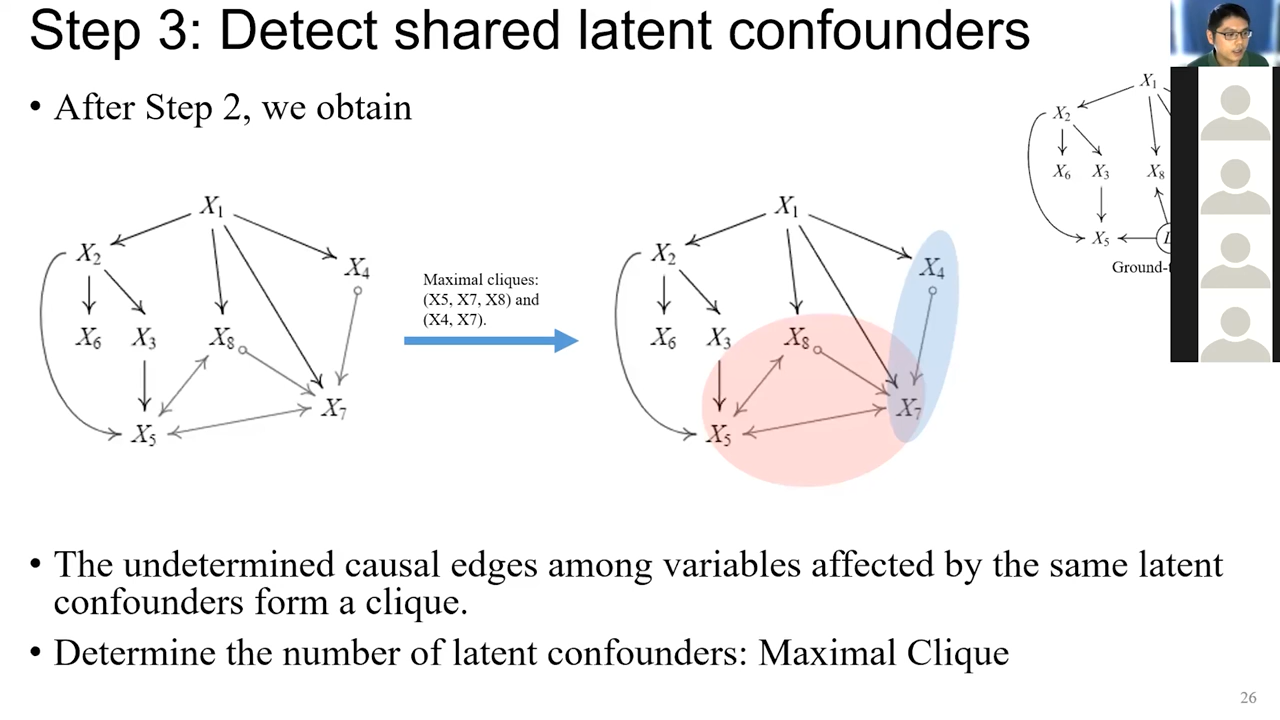 Step 3: Detect shared latent confounders
• After Step 2, we obtain
X1
X2
X4
X6
X3
X8
X7
X5
Maximal cliques:
(X5, X7, X8) and
(X4, X7).
X1
X2
X4
X6
X3
X8
X7
X5
X1
X2
X6
X3
X8
X5
Ground-
• The undetermined causal edges among variables affected by the same latent
confounders form a clique.
• Determine the number of latent confounders: Maximal Clique
26